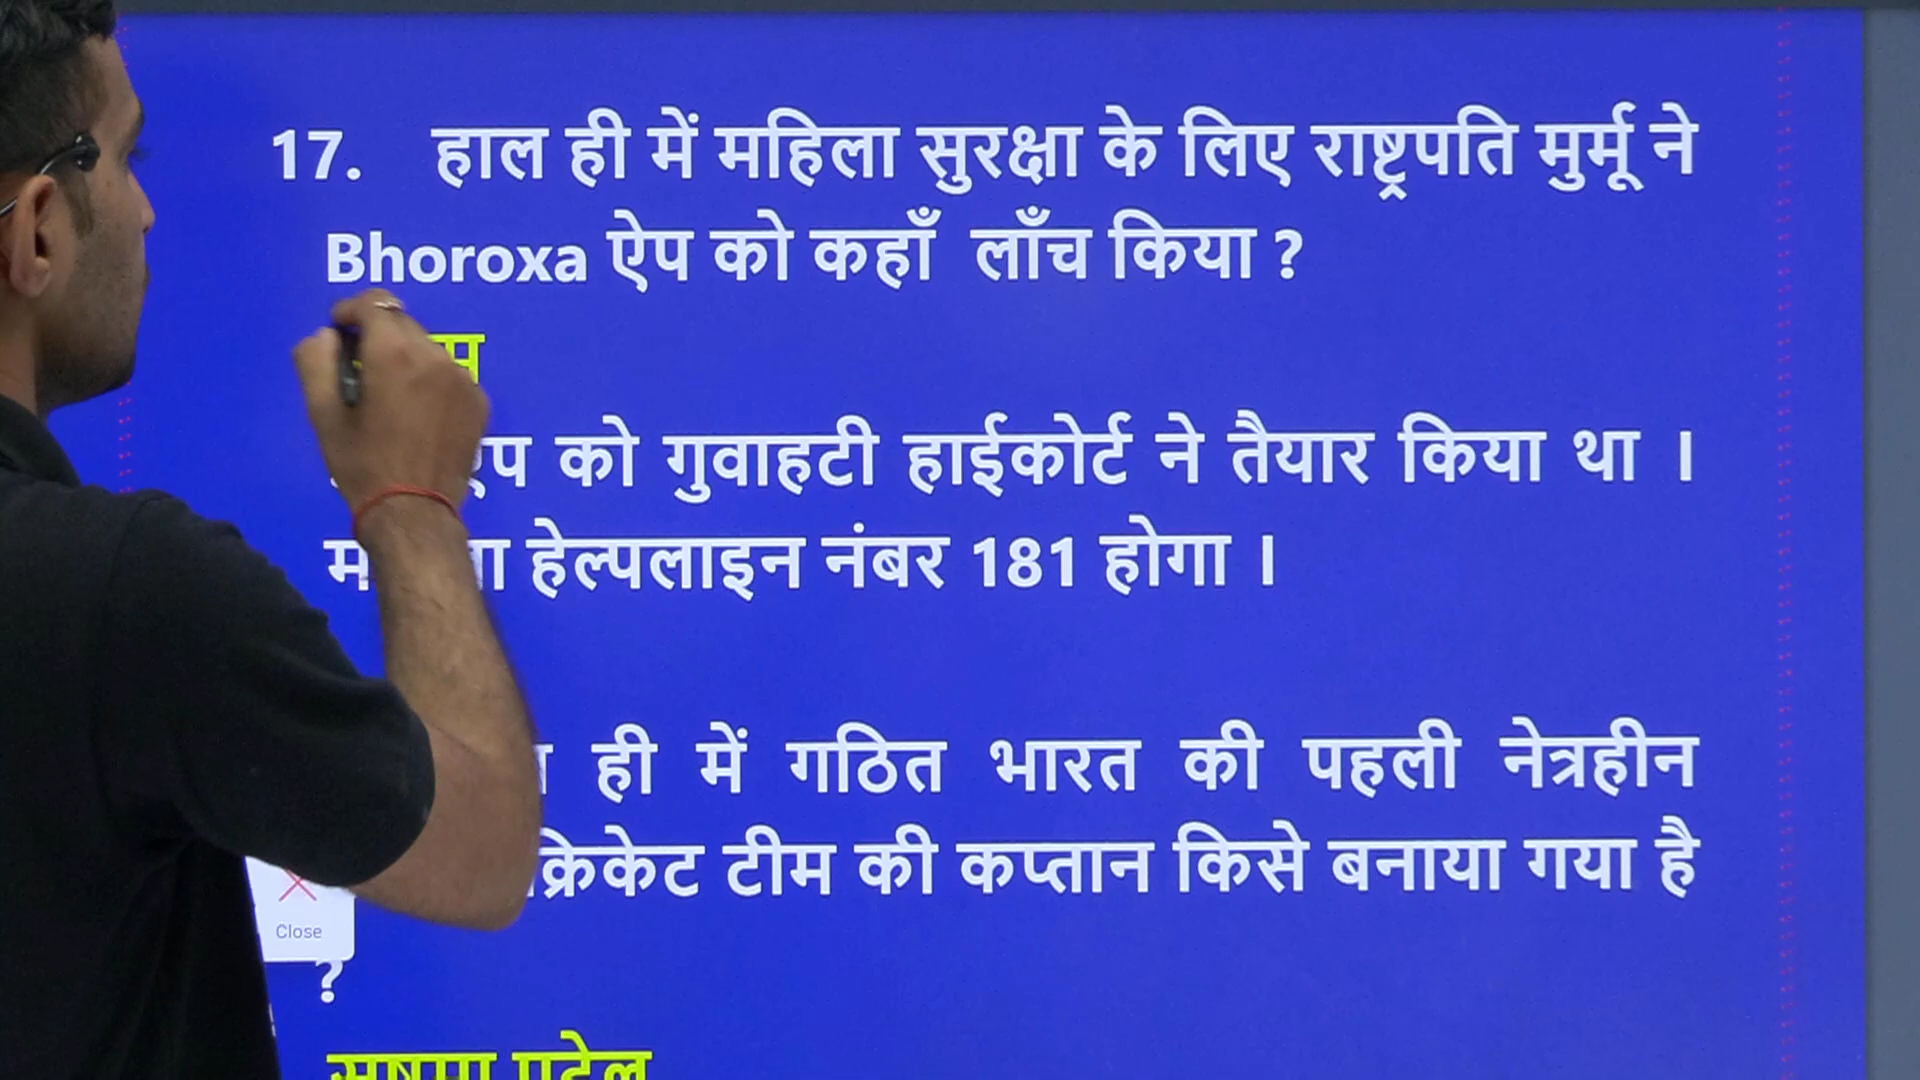 17. हाल ही में महिला सुरक्षा के लिए राष्ट्रपति मुर्मू ने
Bhoroxa ऐप को कहाँ लाँच किया ?
को गुवाहटी हाईकोर्ट ने तैयार किया था ।
हेल्पलाइन नंबर 181 होगा ।
ही में गठित भारत की पहली नेत्रहीन
क्रिकेट टीम की कप्तान किसे बनाया गया है
Close
?